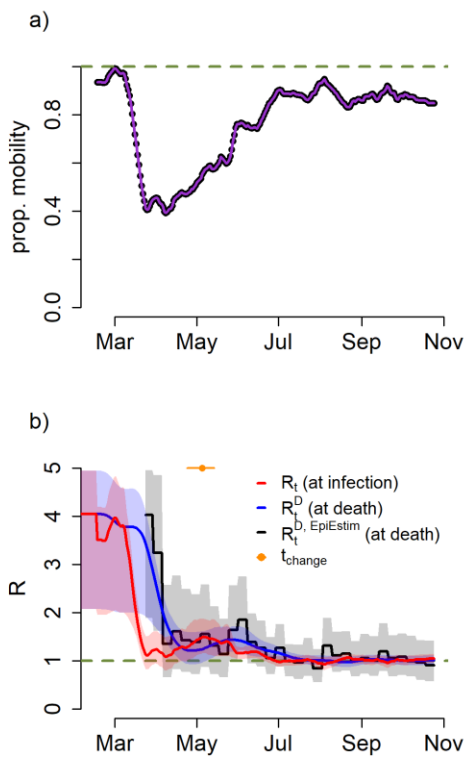 a)
prop. mobility
0.8
0.4
0.0
Mar May Jul Sep Nov
b)
R
5
4
3
2
1
0
Rt (at infection)
RtD (at death)
RtD, EpiEstim (at death)
tchange
Mar May Jul Sep Nov